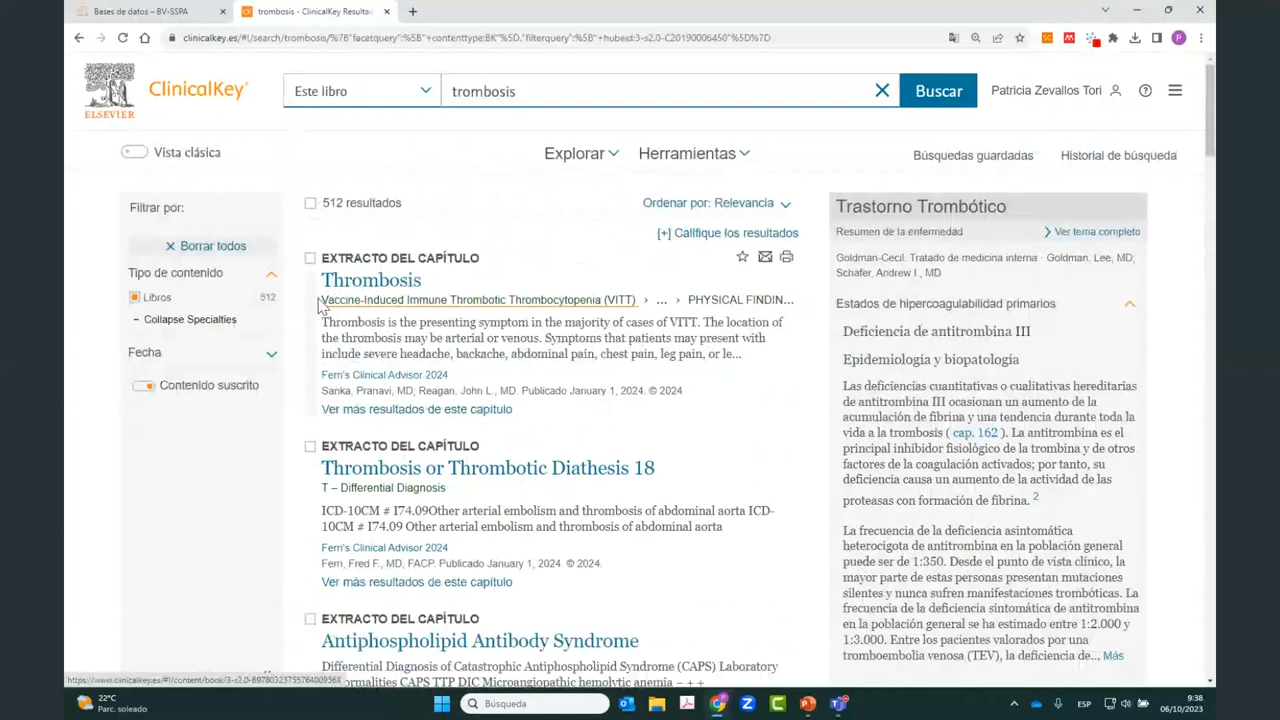 Bases de datos – BV-SSPA
trombosis - ClinicalKey Resulta
clinicalkey.es/#!/search/trombosis/%7B"facetquery":%5B"+contenttype:BK"%5D,"filterquery":"+hubeid:3-s2.0-C20190006450"%5D%7D
ELSEVIER
ClinicalKey®
Este libro
trombosis
Buscar
Patricia Zevallos Tori
Vista clásica
Explorar
Herramientas
Búsquedas guardadas
Historial de búsqueda
Filtrar por:
Borrar todos
Tipo de contenido
Libros 512
– Collapse Specialties
Fecha
Contenido suscrito
512 resultados
Ordenar por: Relevancia
[+] Califique los resultados
EXTRACTO DEL CAPÍTULO
Thrombosis
Vaccine-Induced Immune Thrombotic Thrombocytopenia (VITT) › ... › PHYSICAL FINDIN...
Thrombosis is the presenting symptom in the majority of cases of VITT. The location of
the thrombosis may be arterial or venous. Symptoms that patients may present with
include severe headache, backache, abdominal pain, chest pain, leg pain, or le...
Ferri's Clinical Advisor 2024
Sanka, Pranavi, MD, Reagan, John L., MD. Publicado January 1, 2024. © 2024
Ver más resultados de este capítulo
EXTRACTO DEL CAPÍTULO
Thrombosis or Thrombotic Diathesis 18
T – Differential Diagnosis
ICD-10CM # I74.09Other arterial embolism and thrombosis of abdominal aorta ICD-
10CM # I74.09 Other arterial embolism and thrombosis of abdominal aorta
Ferri's Clinical Advisor 2024
Ferri, Fred F., MD, FACP. Publicado January 1, 2024. © 2024.
Ver más resultados de este capítulo
EXTRACTO DEL CAPÍTULO
Antiphospholipid Antibody Syndrome
Differential Diagnosis of Catastrophic Antiphospholipid Syndrome (CAPS) Laboratory
CAPS TTP DIC Microangiopathic hemolytic anemia – + +
Trastorno Trombótico
Resumen de la enfermedad
Ver tema completo
Goldman-Cecil. Tratado de medicina interna · Goldman, Lee, MD;
Schafer, Andrew I., MD
Estados de hipercoagulabilidad primarios
Deficiencia de antitrombina III
Epidemiología y biopatología
Las deficiencias cuantitativas o cualitativas hereditarias
de antitrombina III ocasionan un aumento de la
acumulación de fibrina y una tendencia durante toda la
vida a la trombosis ( cap. 162 ). La antitrombina es el
principal inhibidor fisiológico de la trombina y de otros
factores de la coagulación activados; por tanto, su
deficiencia causa un aumento de la actividad de las
proteasas con formación de fibrina. 2
La frecuencia de la deficiencia asintomática
heterocigota de antitrombina en la población general
puede ser de 1:350. Desde el punto de vista clínico, la
mayor parte de estas personas presentan mutaciones
silentes y nunca sufren manifestaciones trombóticas. La
frecuencia de la deficiencia sintomática de antitrombina
en la población general se ha estimado entre 1:2.000 y
1:3.000. Entre los pacientes valorados por una
tromboembolia venosa (TEV), la deficiencia de... Más
https://www.clinicalkey.es/#!/content/book/3-s2.0-B978032375576400936X
22°C
Parc. soleado
Búsqueda
ESP
9:38
06/10/2023